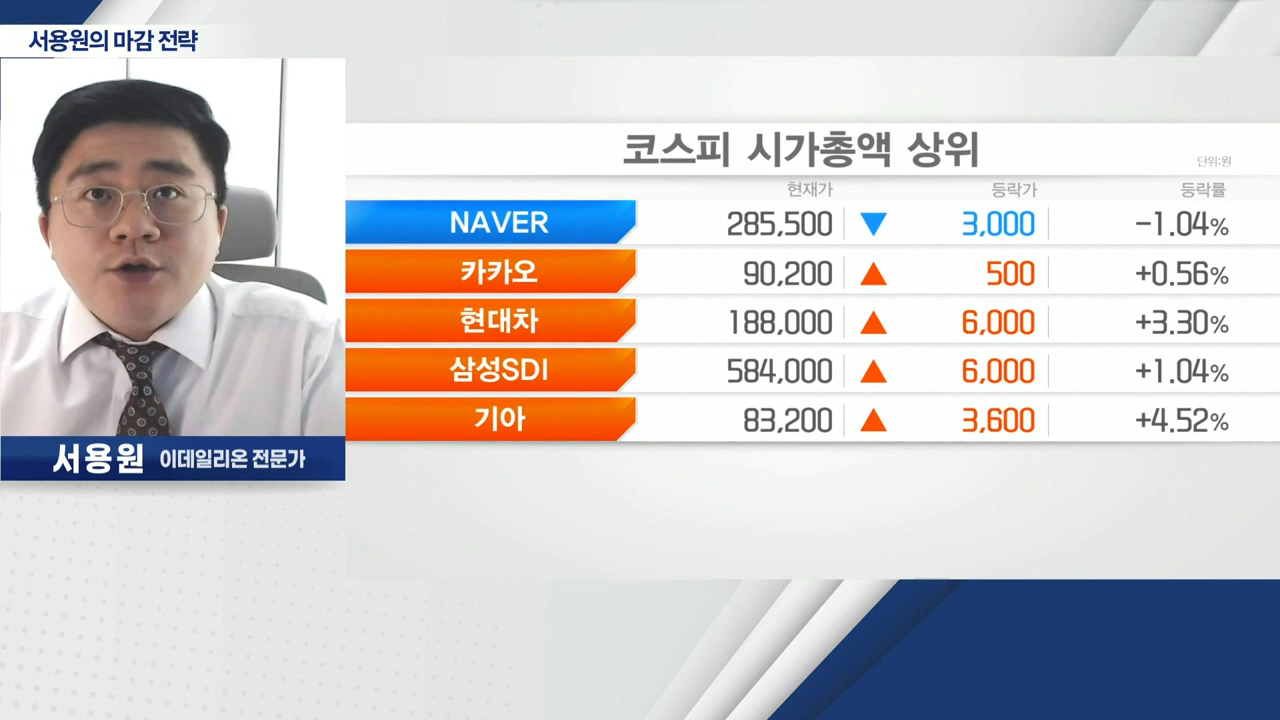 서용원의 마감 전략
코스피 시가총액 상위
단위:원
현재가 등락가 등락률
NAVER 285,500 ▼ 3,000 -1.04%
카카오 90,200 ▲ 500 +0.56%
현대차 188,000 ▲ 6,000 +3.30%
삼성SDI 584,000 ▲ 6,000 +1.04%
기아 83,200 ▲ 3,600 +4.52%
서용원 이데일리온 전문가